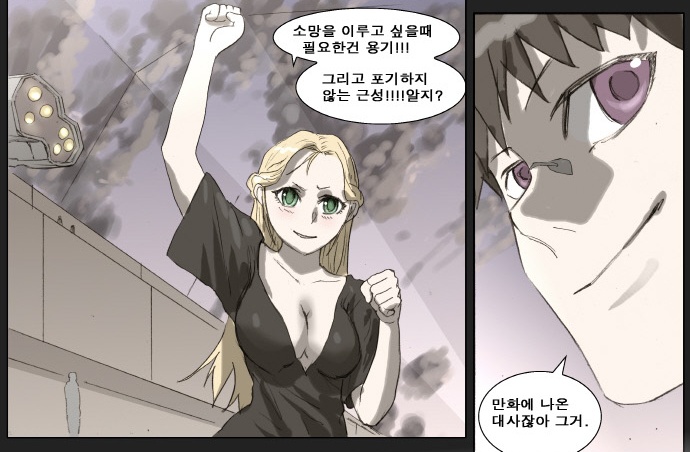 소망을 이루고 싶을때
필요한건 용기!!!
그리고 포기하지
않는 근성!!!!알지?
만화에 나온
대사잖아 그거.